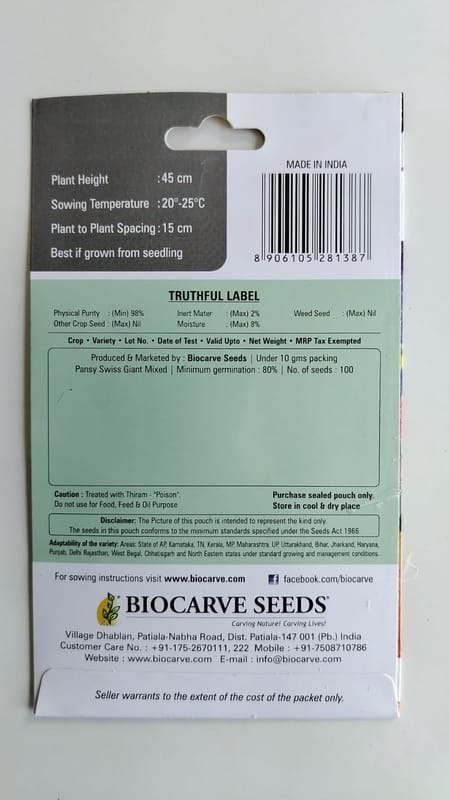 Plant Height : 45 cm
Sowing Temperature : 20°-25°C
Plant to Plant Spacing : 15 cm
Best if grown from seedling
MADE IN INDIA
8 906105 281387
TRUTHFUL LABEL
Physical Purity : (Min) 98% Inert Mater : (Max) 2% Weed Seed : (Max) Nil
Other Crop Seed : (Max) Nil Moisture : (Max) 8%
Crop • Variety • Lot No. • Date of Test • Valid Upto • Net Weight • MRP Tax Exempted
Produced & Marketed by : Biocarve Seeds | Under 10 gms packing
Pansy Swiss Giant Mixed | Minimum germination : 80% | No. of seeds : 100
Caution : Treated with Thiram - "Poison".
Do not use for Food, Feed & Oil Purpose
Purchase sealed pouch only.
Store in cool & dry place
Disclaimer: The Picture of this pouch is intended to represent the kind only.
The seeds in this pouch conforms to the minimum standards specified under the Seeds Act 1966
Adaptability of the variety: Areas: State of AP, Karnataka, TN, Kerala, MP, Maharashtra, UP, Uttarakhand, Bihar, Jharkand, Haryana,
Punjab, Delhi Rajasthan, West Begal, Chhatisgarh and North Eastern states under standard growing and management conditions.
For sowing instructions visit www.biocarve.com f facebook.com/biocarve
BIOCARVE SEEDS®
Carving Nature! Carving Lives!
Village Dhablan, Patiala-Nabha Road, Dist. Patiala-147 001 (Pb.) India
Customer Care No. : +91-175-2670111, 222 Mobile : +91-7508710786
Website : www.biocarve.com E-mail : info@biocarve.com
Seller warrants to the extent of the cost of the packet only.